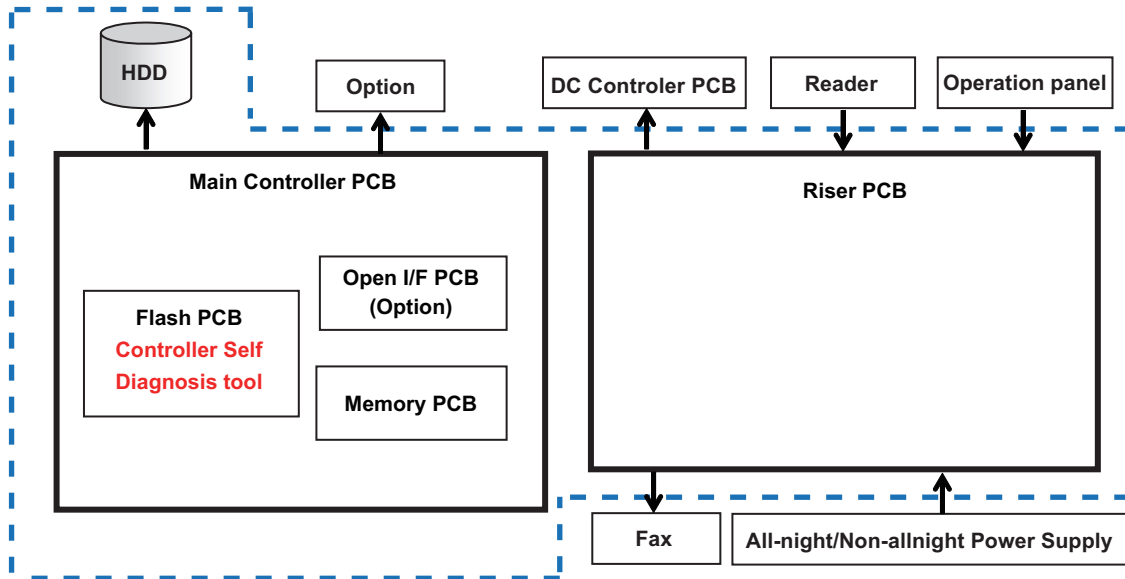 HDD
Option
DC Controler PCB
Reader
Operation panel
Main Controller PCB
Riser PCB
Open I/F PCB
(Option)
Flash PCB
Controller Self
Diagnosis tool
Memory PCB
Fax
All-night/Non-allnight Power Supply